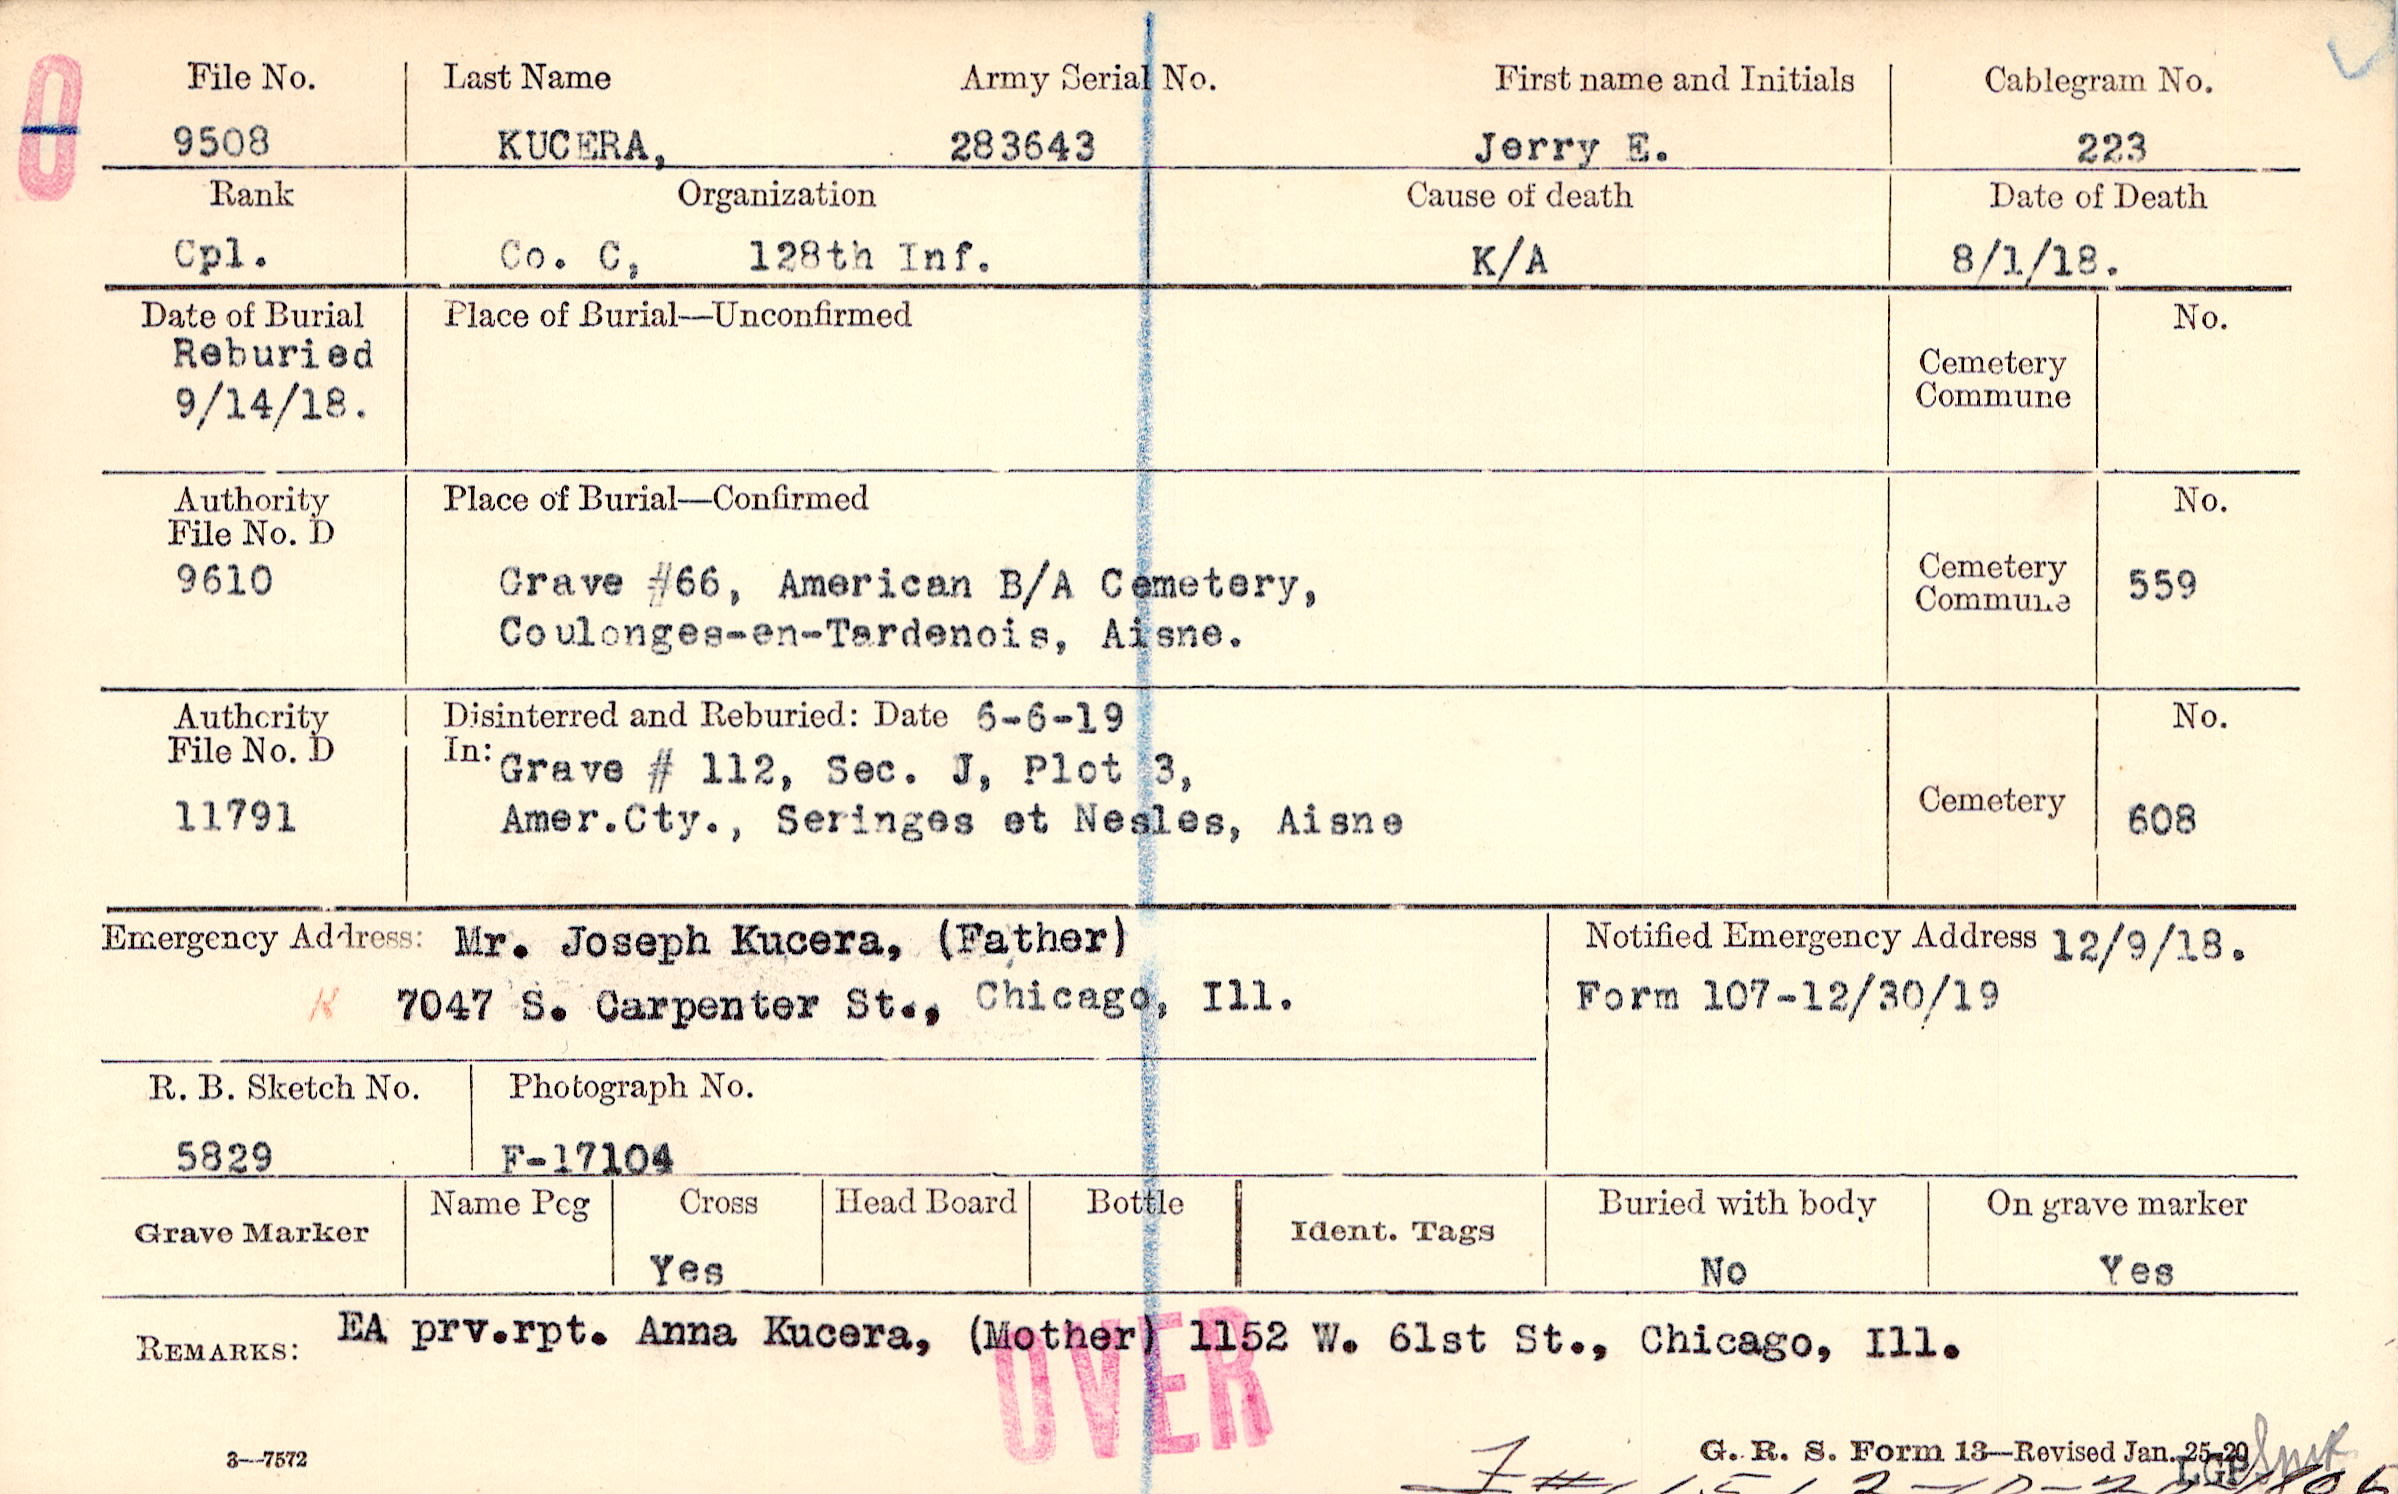 0
File No. Last Name Army Serial No. First name and Initials Cablegram No.
9508 KUCERA, 283643 Jerry E. 223
Rank Organization Cause of death Date of Death
Cpl. Co. C, 128th Inf. K/A 8/1/18.
Date of Burial Place of Burial—Unconfirmed No.
Reburied
9/14/18.
Cemetery
Commune
Authority Place of Burial—Confirmed No.
File No. D
9610 Grave #66, American B/A Cemetery, Cemetery 559
Coulonges-en-Tardenois, Aisne. Commune
Authority Disinterred and Reburied: Date 6-6-19 No.
File No. D In: Grave # 112, Sec. J, Plot 3,
11791 Amer.Cty., Seringes et Nesles, Aisne Cemetery 608
Emergency Address: Mr. Joseph Kucera, (Father) Notified Emergency Address 12/9/18.
K 7047 S. Carpenter St., Chicago, Ill. Form 107-12/30/19
R. B. Sketch No. Photograph No.
5829 F-17104
Grave Marker Name Peg Cross Head Board Bottle Ident. Tags Buried with body On grave marker
Yes No Yes
REMARKS: EA prv.rpt. Anna Kucera, (Mother) 1152 W. 61st St., Chicago, Ill.
OVER
3—7572 G. R. S. Form 13—Revised Jan. 25-20
LGP